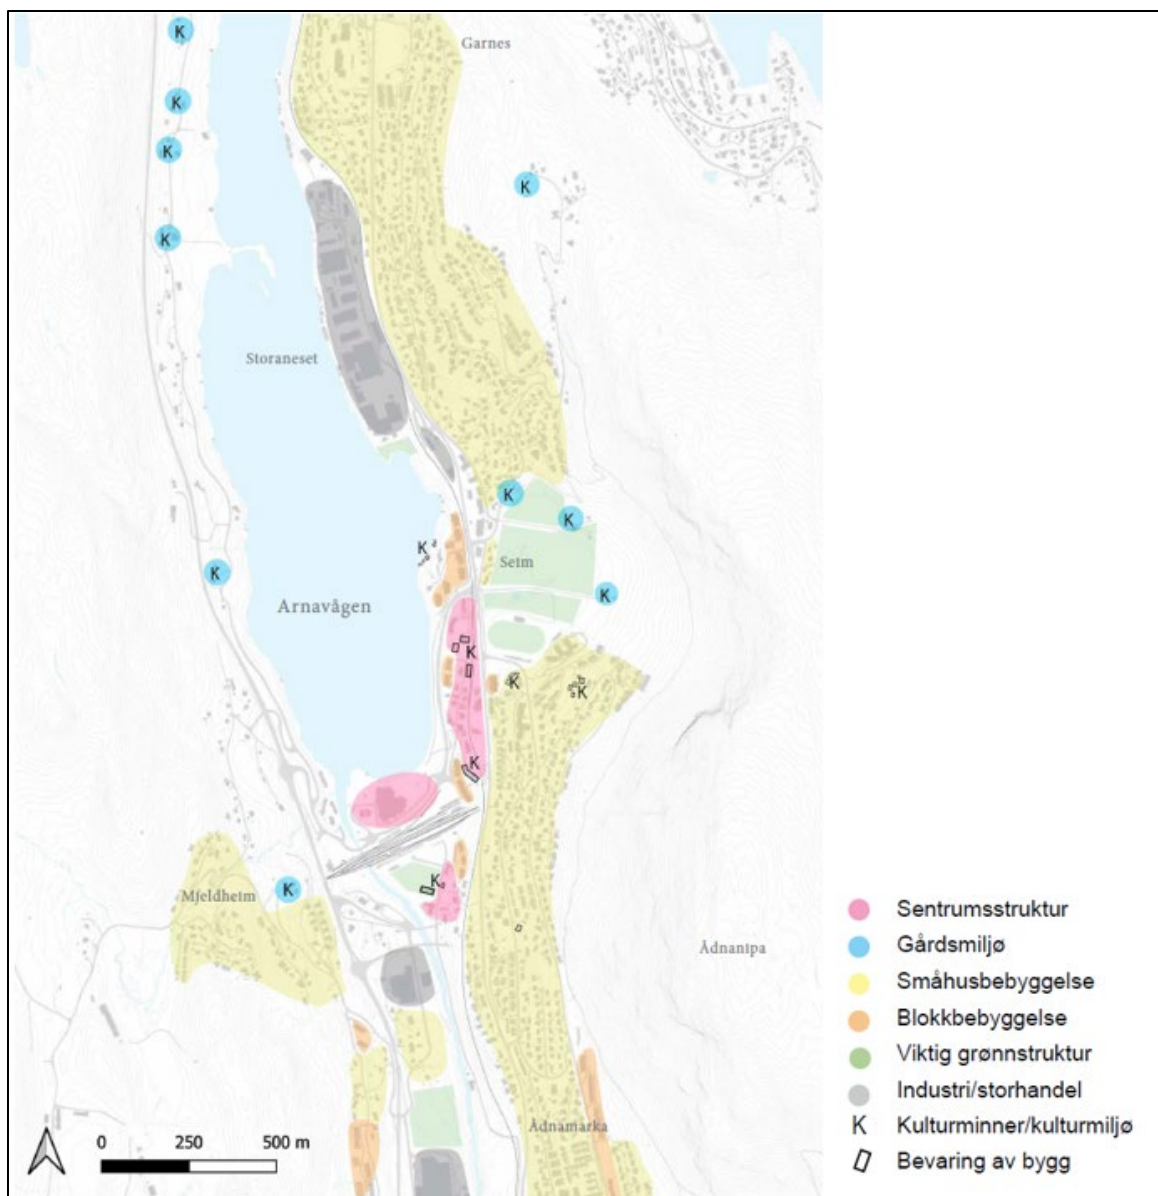 K
Garnes
K
K
K
K
Storaneset
K
K
K
Seim
K
K
Arnavågen
K
K
K
K
K
K
Mjeldheim
K
Ådnanipa
Ådnamarka
0 250 500 m
Sentrumsstruktur
Gårdsmiljø
Småhusbebyggelse
Blokkbebyggelse
Viktig grønnstruktur
Industri/storhandel
K Kulturminner/kulturmiljø
Bevaring av bygg